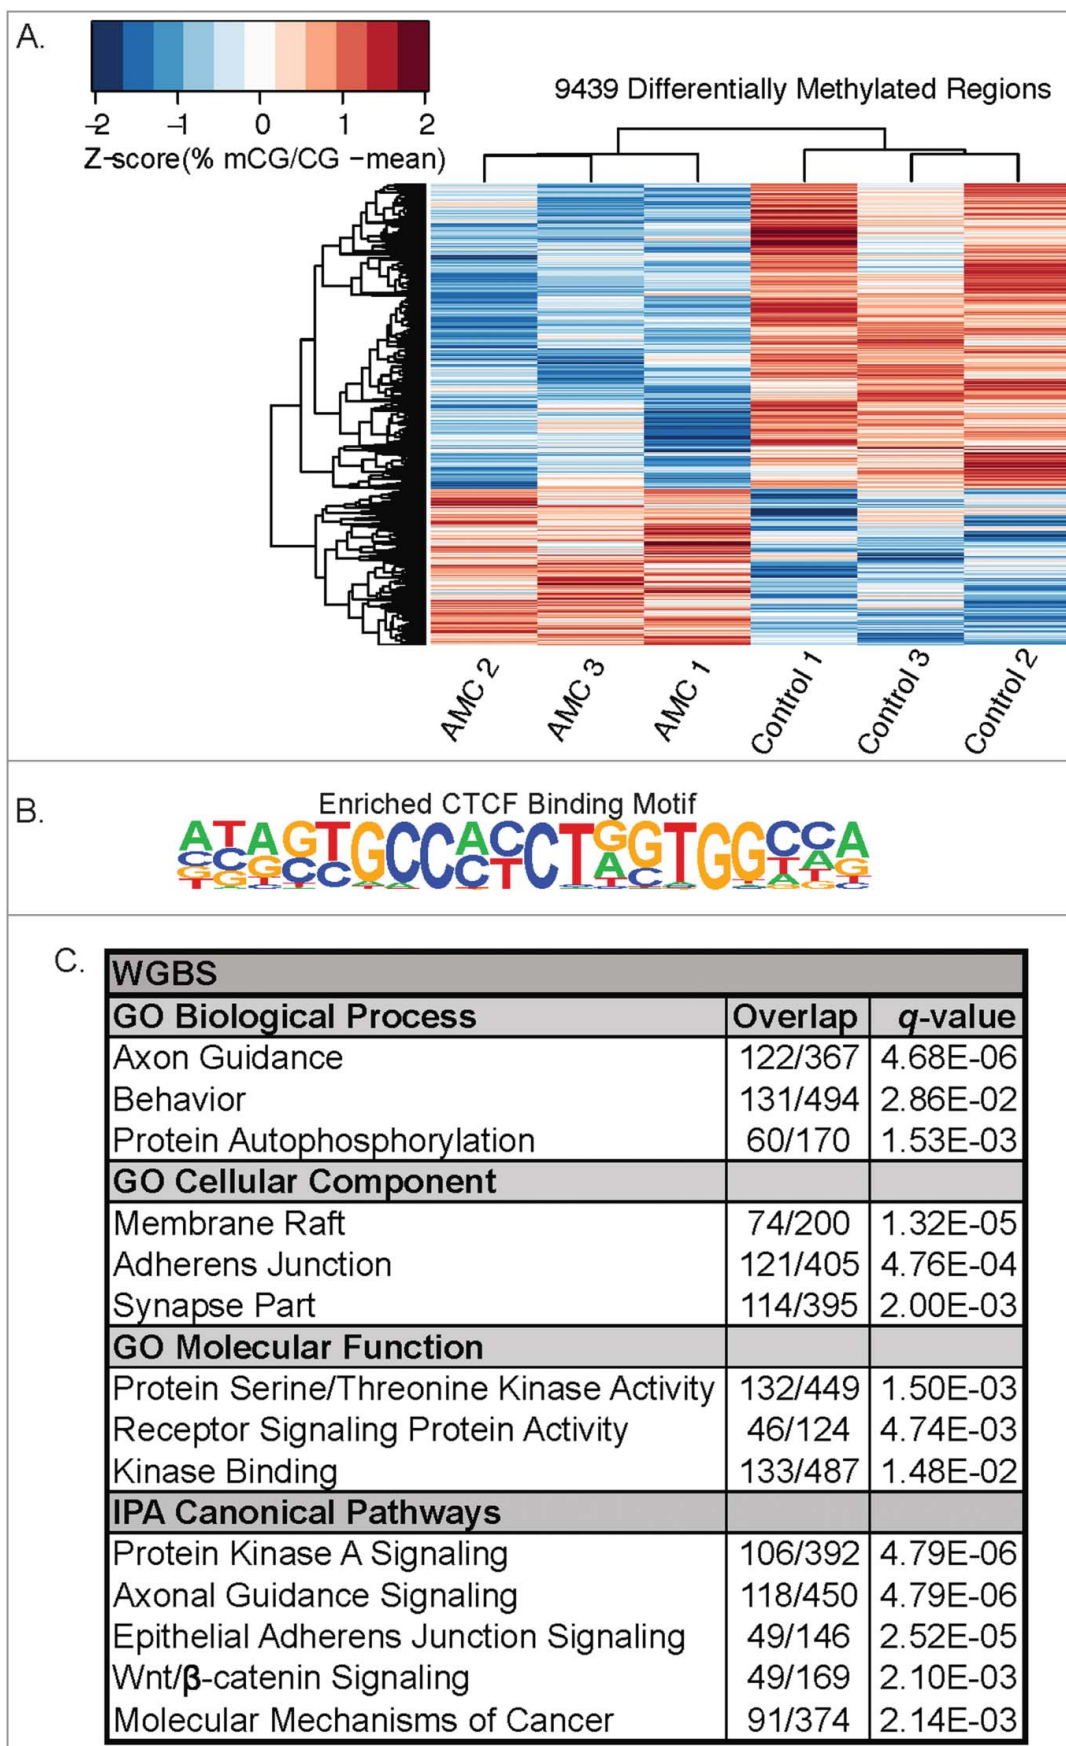 A.
9439 Differentially Methylated Regions
–2 –1 0 1 2
Z-score(% mCG/CG –mean)
AMC 2 AMC 3 AMC 1 Control 1 Control 3 Control 2
B.
Enriched CTCF Binding Motif
ATAGTGCCACCTGGTGGCCA
C.
WGBS
GO Biological Process Overlap q-value
Axon Guidance 122/367 4.68E-06
Behavior 131/494 2.86E-02
Protein Autophosphorylation 60/170 1.53E-03
GO Cellular Component
Membrane Raft 74/200 1.32E-05
Adherens Junction 121/405 4.76E-04
Synapse Part 114/395 2.00E-03
GO Molecular Function
Protein Serine/Threonine Kinase Activity 132/449 1.50E-03
Receptor Signaling Protein Activity 46/124 4.74E-03
Kinase Binding 133/487 1.48E-02
IPA Canonical Pathways
Protein Kinase A Signaling 106/392 4.79E-06
Axonal Guidance Signaling 118/450 4.79E-06
Epithelial Adherens Junction Signaling 49/146 2.52E-05
Wnt/β-catenin Signaling 49/169 2.10E-03
Molecular Mechanisms of Cancer 91/374 2.14E-03